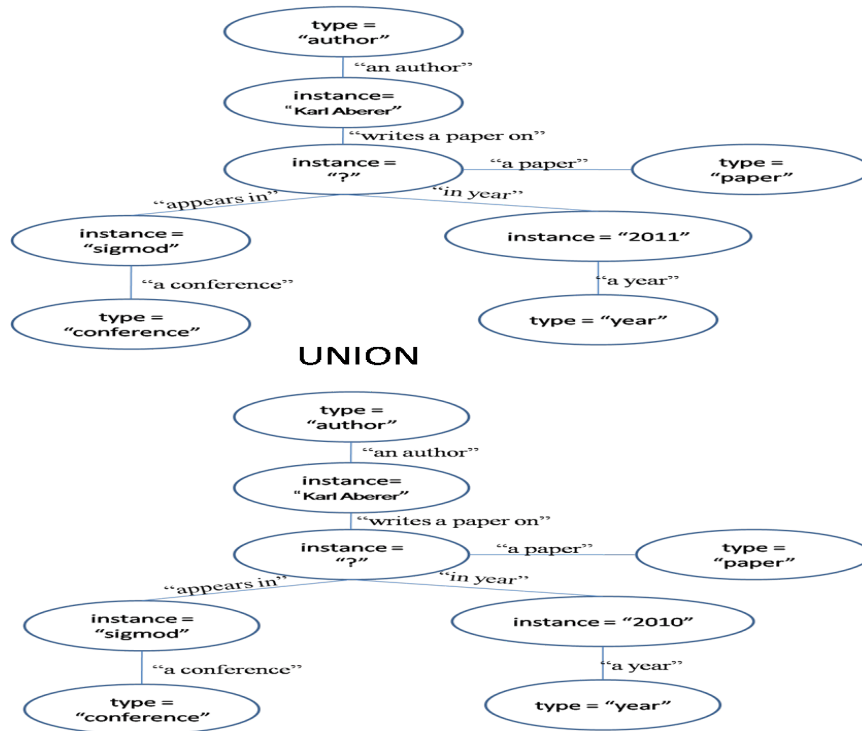 type =
“author”
“an author”
instance=
“Karl Aberer”
“writes a paper on”
instance =
“?”
“a paper”
type =
“paper”
“appears in”
“in year”
instance =
“sigmod”
instance = “2011”
“a conference”
“a year”
type =
“conference”
type = “year”
UNION
type =
“author”
“an author”
instance=
“Karl Aberer”
“writes a paper on”
instance =
“?”
“a paper”
type =
“paper”
“appears in”
“in year”
instance =
“sigmod”
instance = “2010”
“a conference”
“a year”
type =
“conference”
type = “year”